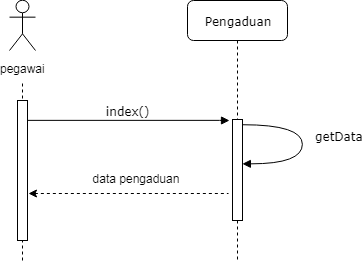 Pengaduan
pegawai
index()
getData
data pengaduan